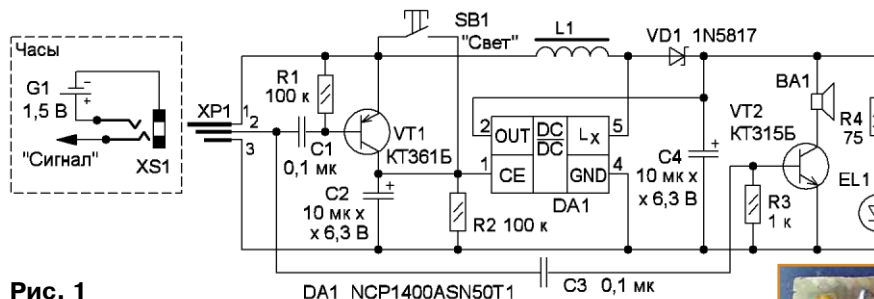 Часы
G1
1,5 В
"Сигнал"
XS1
XP1
1
2
3
R1
100 к
C1
0,1 мк
VT1
КТ361Б
C2
10 мк х
х 6,3 В
SB1
"Свет"
R2 100 к
L1
2 OUT DC Lx 5
DC
1 CE GND 4
DA1
VD1 1N5817
C4
10 мк х
х 6,3 В
BA1
VT2
КТ315Б
R3
1 к
R4
75
EL1
C3 0,1 мк
DA1 NCP1400ASN50T1
Рис. 1